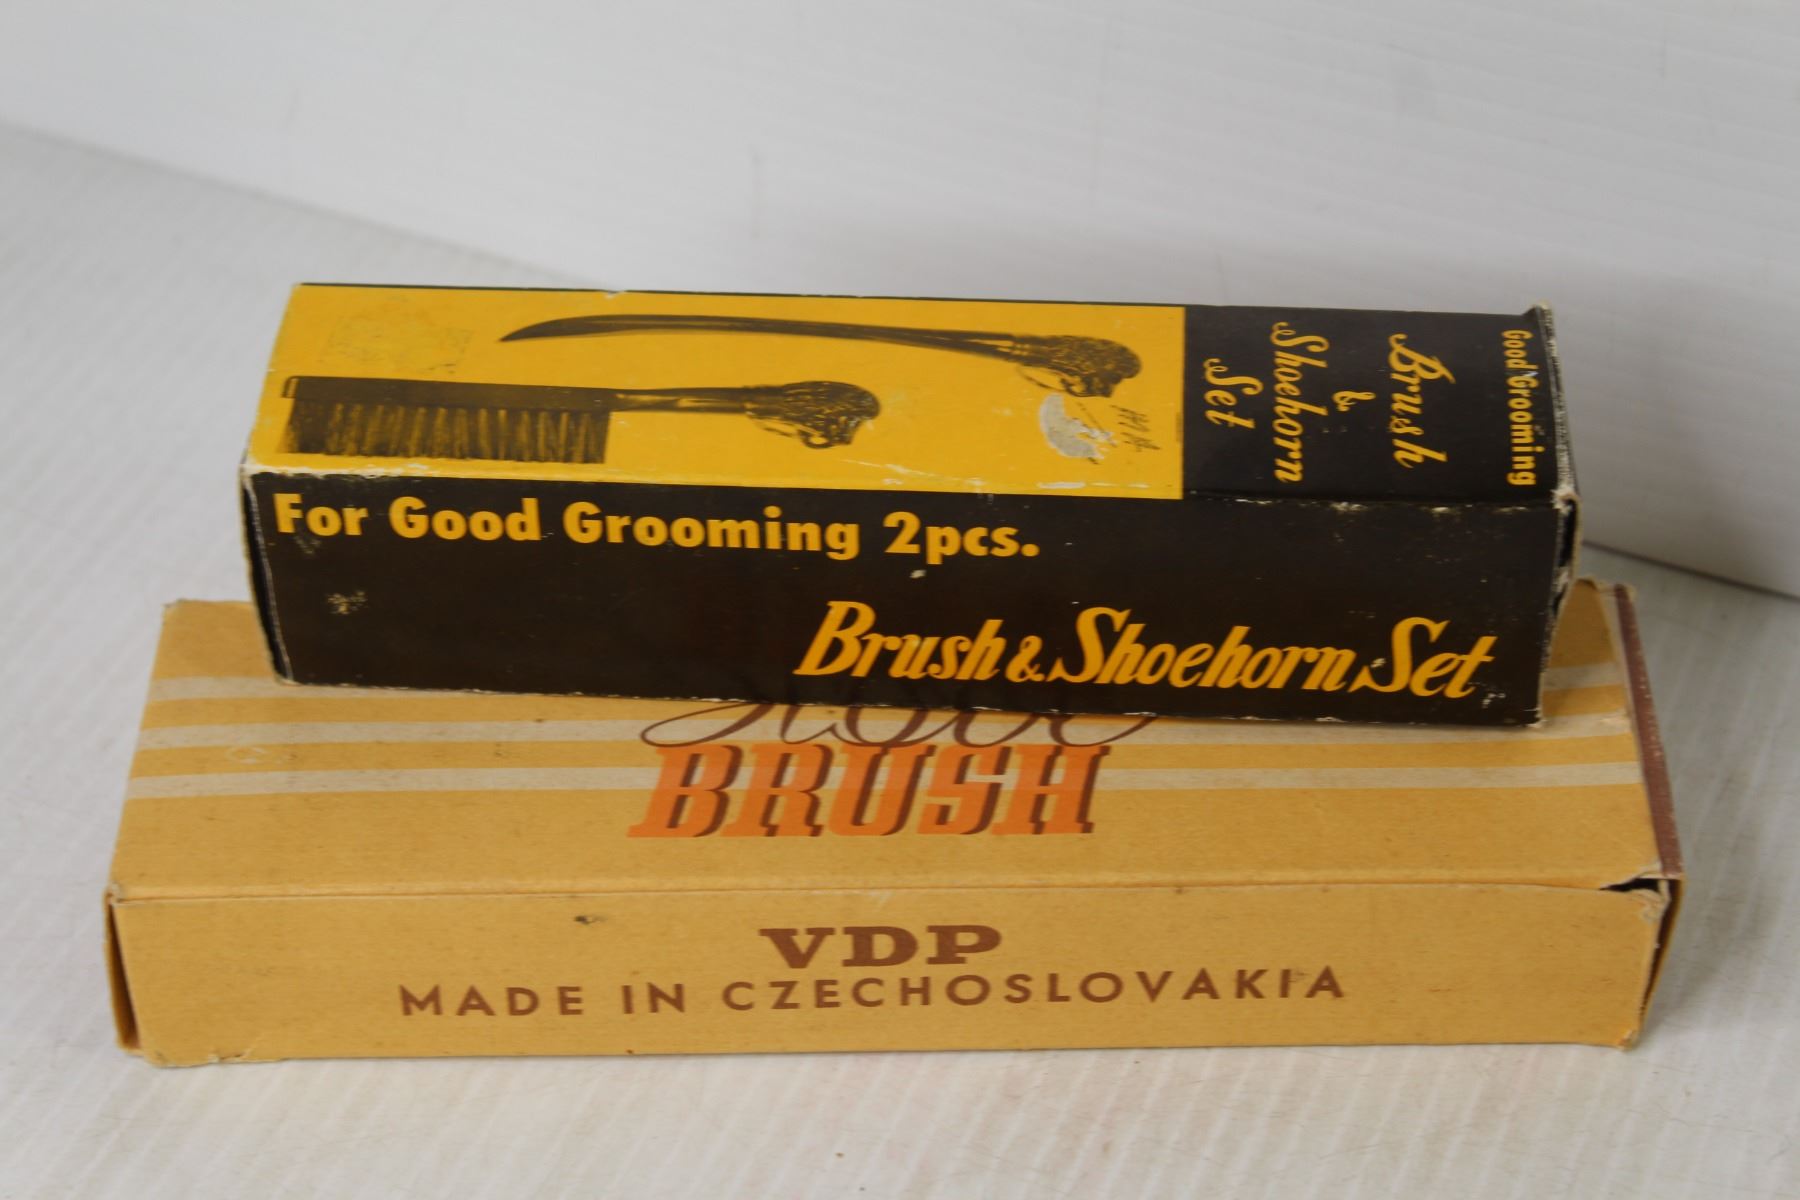 Good Grooming
Brush
&
Shoehorn
Set
For Good Grooming 2pcs.
Brush & Shoehorn Set
BRUSH
VDP
MADE IN CZECHOSLOVAKIA